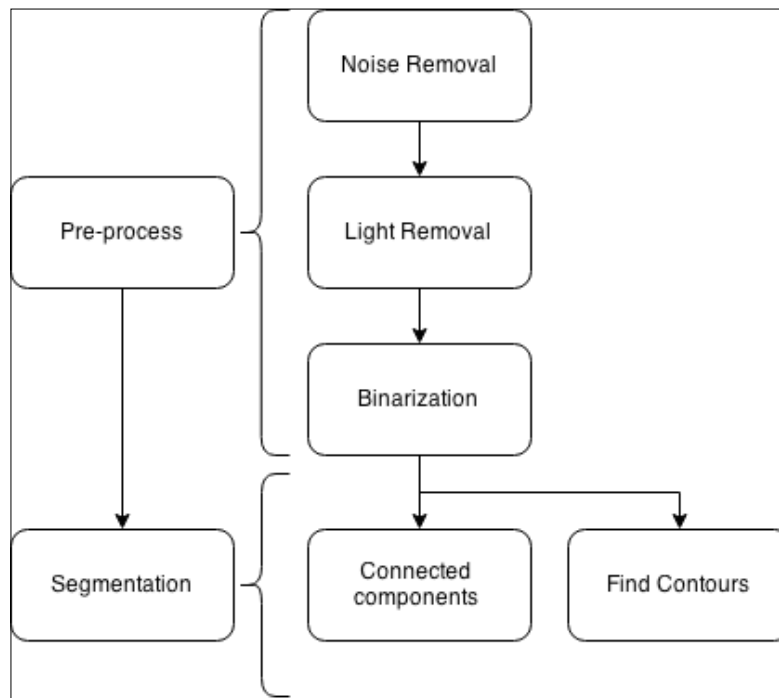 Noise Removal
Pre-process
Light Removal
Binarization
Segmentation
Connected
components
Find Contours